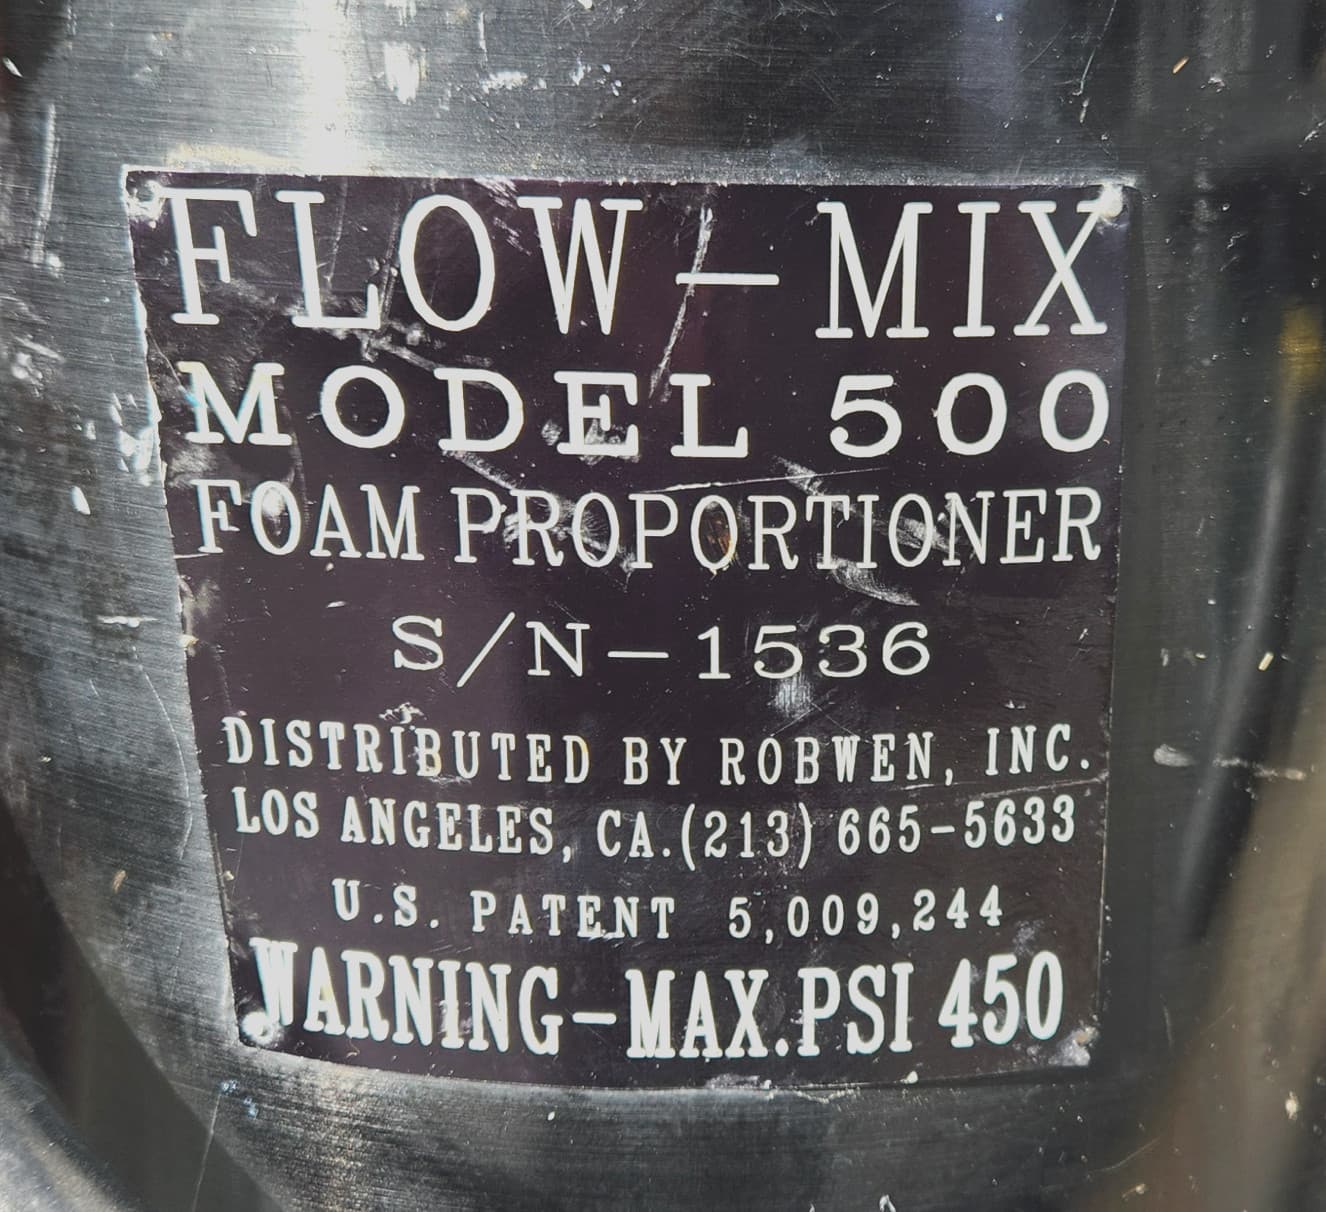 FLOW-MIX
MODEL 500
FOAM PROPORTIONER
S/N-1536
DISTRIBUTED BY ROBWEN, INC.
LOS ANGELES, CA.(213) 665-5633
U.S. PATENT 5,009,244
WARNING-MAX.PSI 450